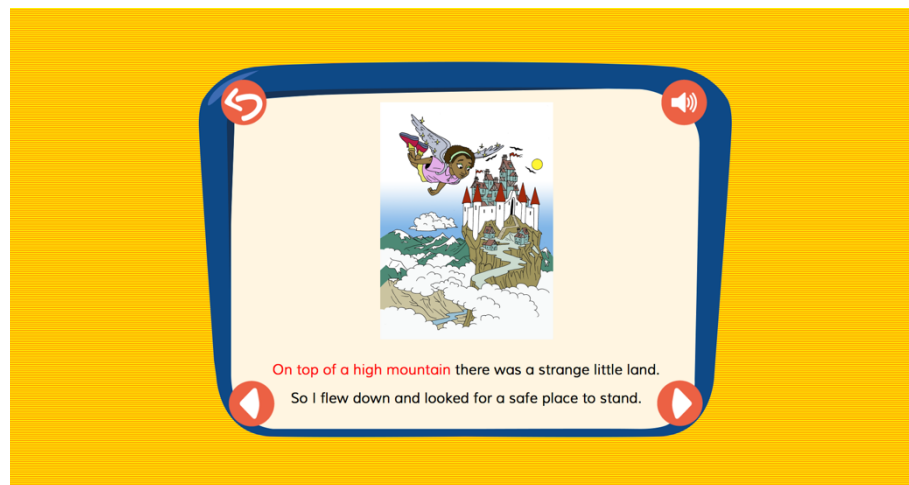 On top of a high mountain there was a strange little land.
So I flew down and looked for a safe place to stand.